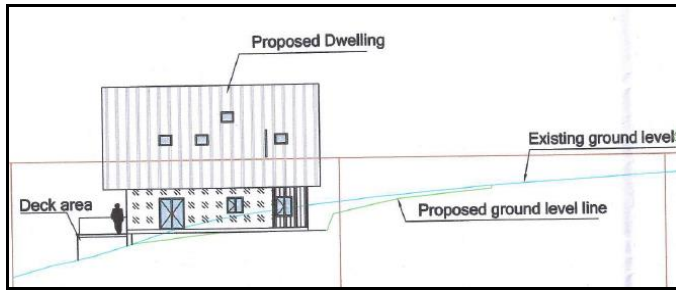 Proposed Dwelling
Existing ground levels
Deck area
Proposed ground level line